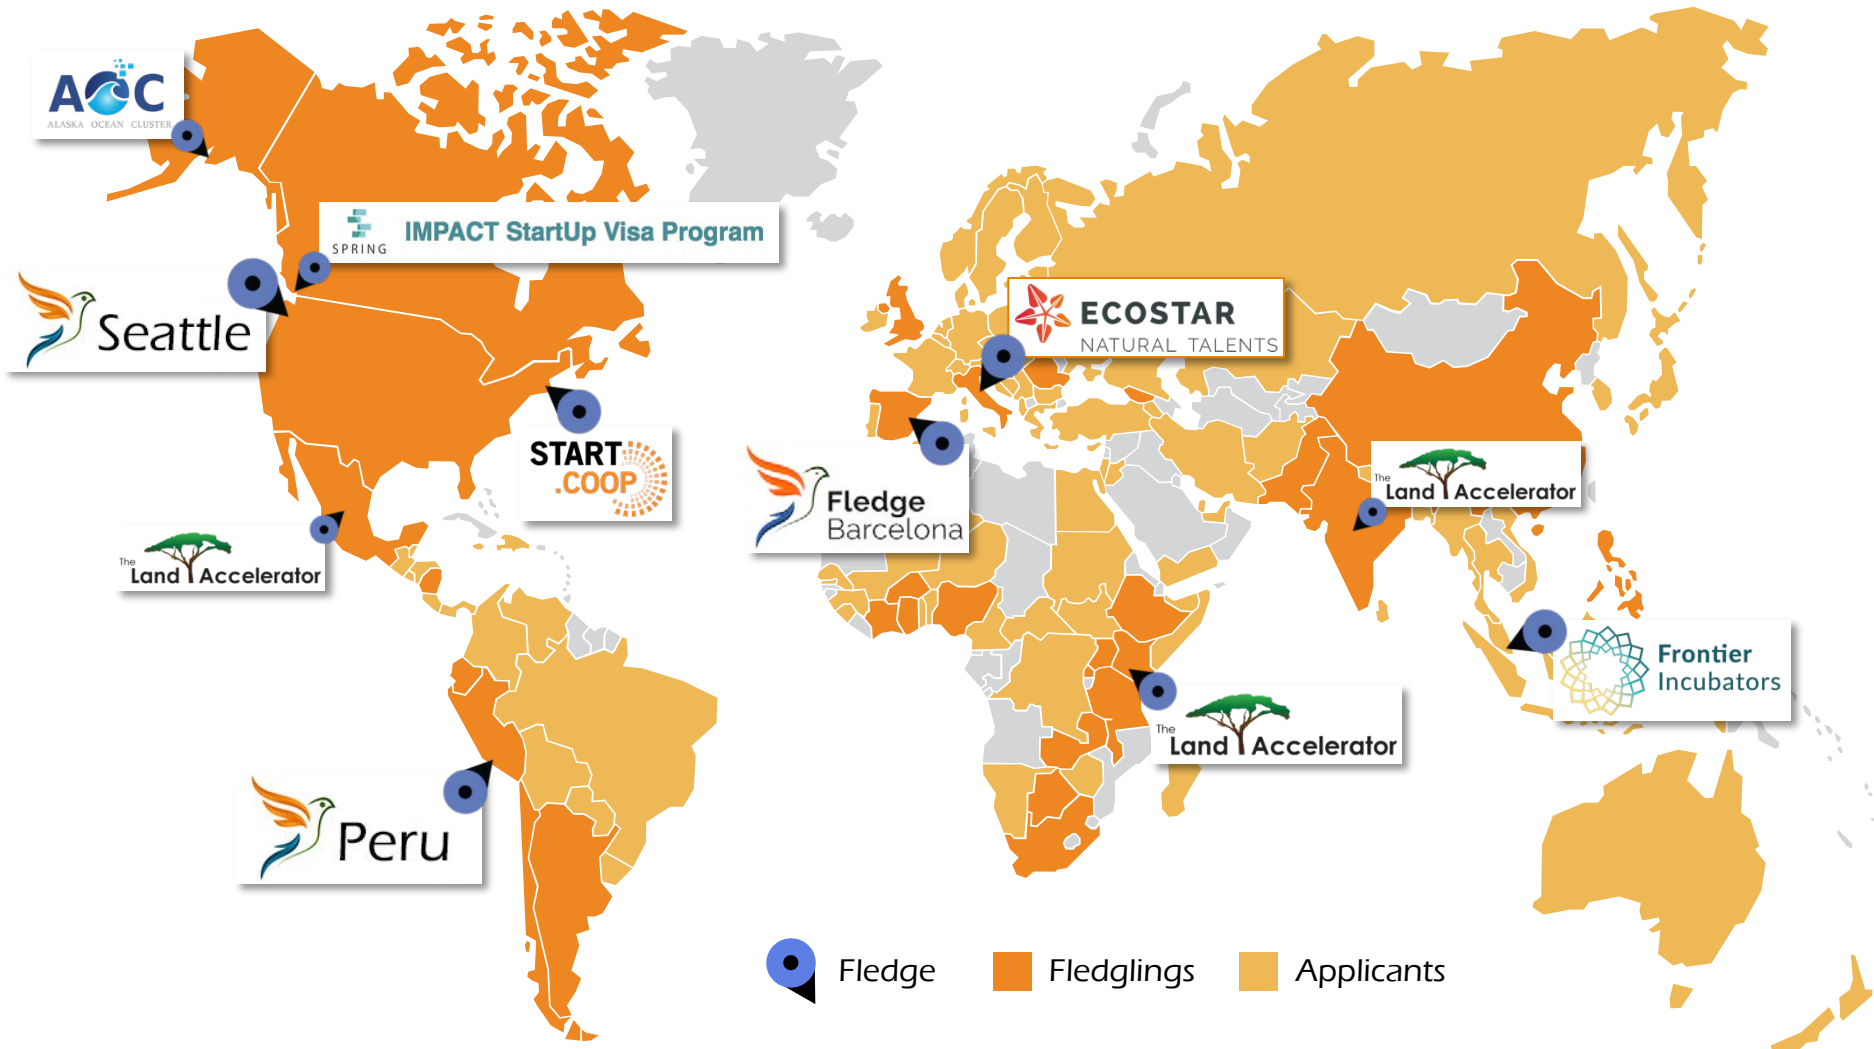 AOC
ALASKA OCEAN CLUSTER
SPRING
IMPACT StartUp Visa Program
Seattle
ECOSTAR
NATURAL TALENTS
START
.COOP
Fledge
Barcelona
The
Land Accelerator
The
Land Accelerator
Frontier
Incubators
The
Land Accelerator
Peru
Fledge
Fledglings
Applicants